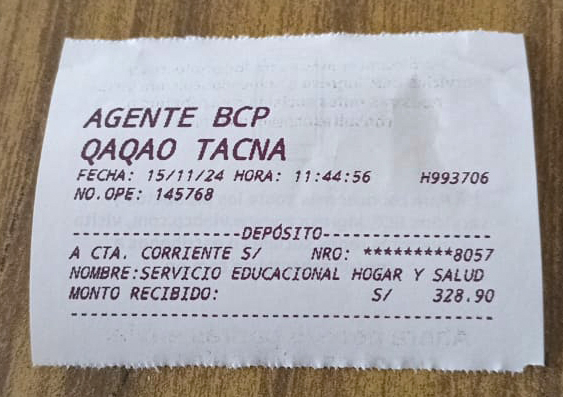 AGENTE BCP
QAQAO TACNA
FECHA: 15/11/24 HORA: 11:44:56 H993706
NO.OPE: 145768
--------------------DEPÓSITO--------------------
A CTA. CORRIENTE S/ NRO: *********8057
NOMBRE:SERVICIO EDUCACIONAL HOGAR Y SALUD
MONTO RECIBIDO: S/ 328.90
------------------------------------------------